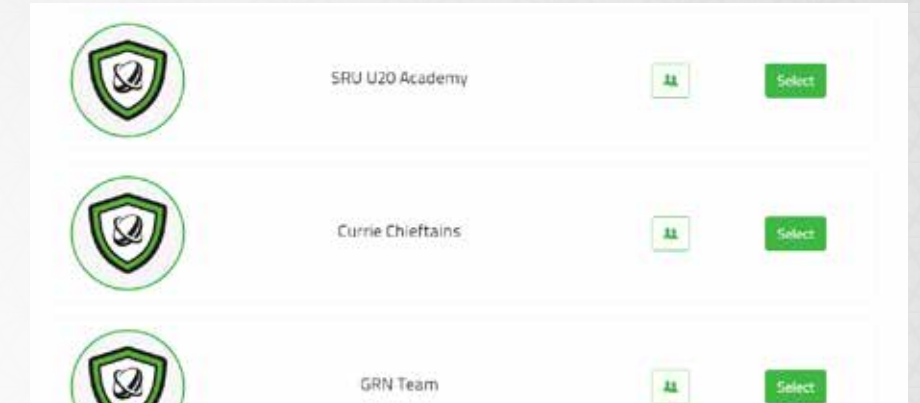 SRU U20 Academy
Select
Currie Chieftains
Select
GRN Team
Select